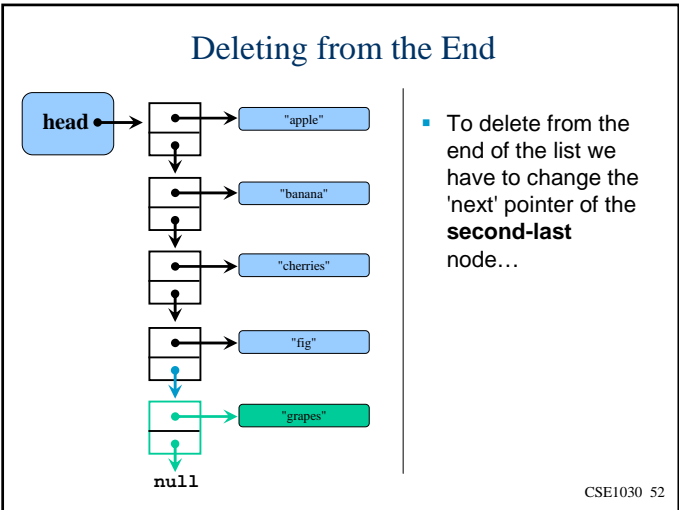 Deleting from the End
head
"apple"
"banana"
"cherries"
"fig"
"grapes"
null
▪ To delete from the
end of the list we
have to change the
'next' pointer of the
second-last
node…
CSE1030 52